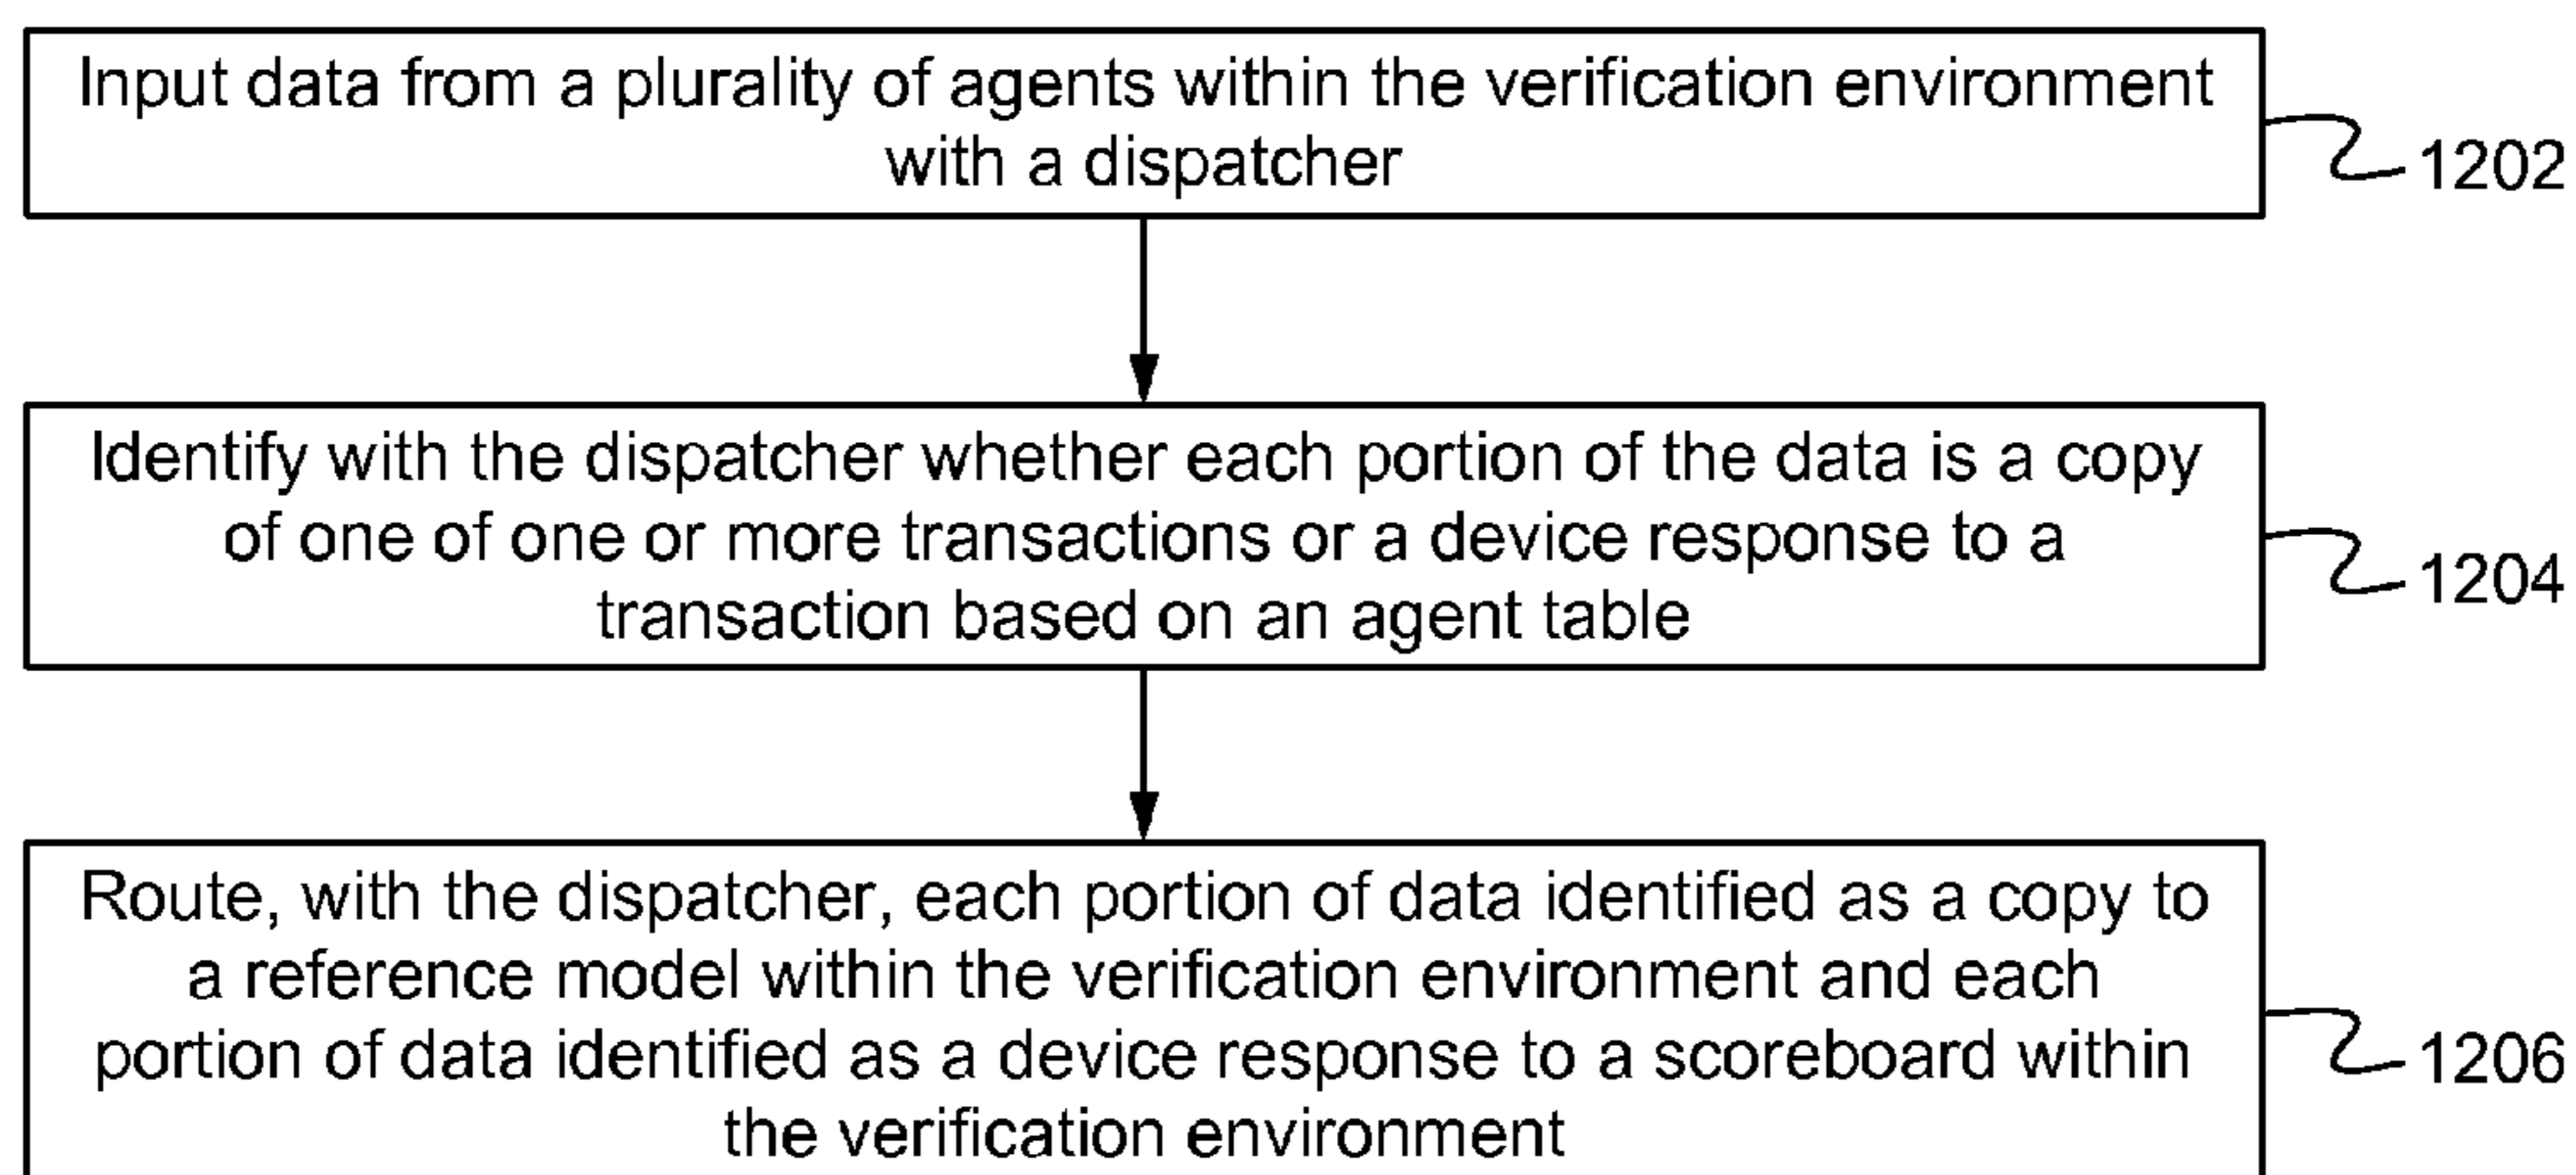 Input data from a plurality of agents within the verification environment
with a dispatcher
1202
Identify with the dispatcher whether each portion of the data is a copy
of one of one or more transactions or a device response to a
transaction based on an agent table
1204
Route, with the dispatcher, each portion of data identified as a copy to
a reference model within the verification environment and each
portion of data identified as a device response to a scoreboard within
the verification environment
1206